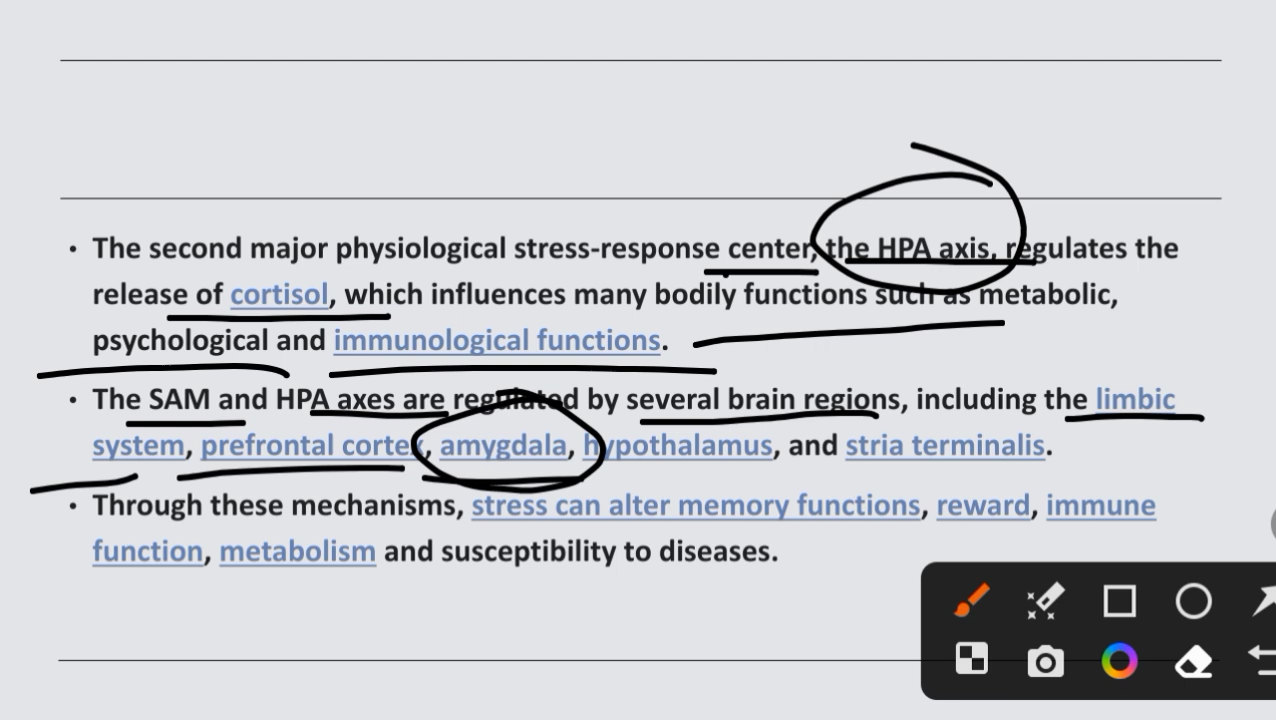 • The second major physiological stress-response center, the HPA axis, regulates the
release of cortisol, which influences many bodily functions such as metabolic,
psychological and immunological functions.
• The SAM and HPA axes are regulated by several brain regions, including the limbic
system, prefrontal cortex, amygdala, hypothalamus, and stria terminalis.
• Through these mechanisms, stress can alter memory functions, reward, immune
function, metabolism and susceptibility to diseases.